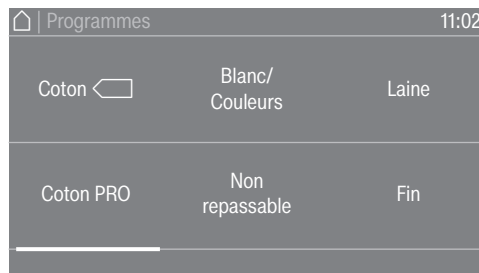 | Programmes 11:02
Coton
Blanc/
Couleurs
Laine
Coton PRO
Non
repassable
Fin